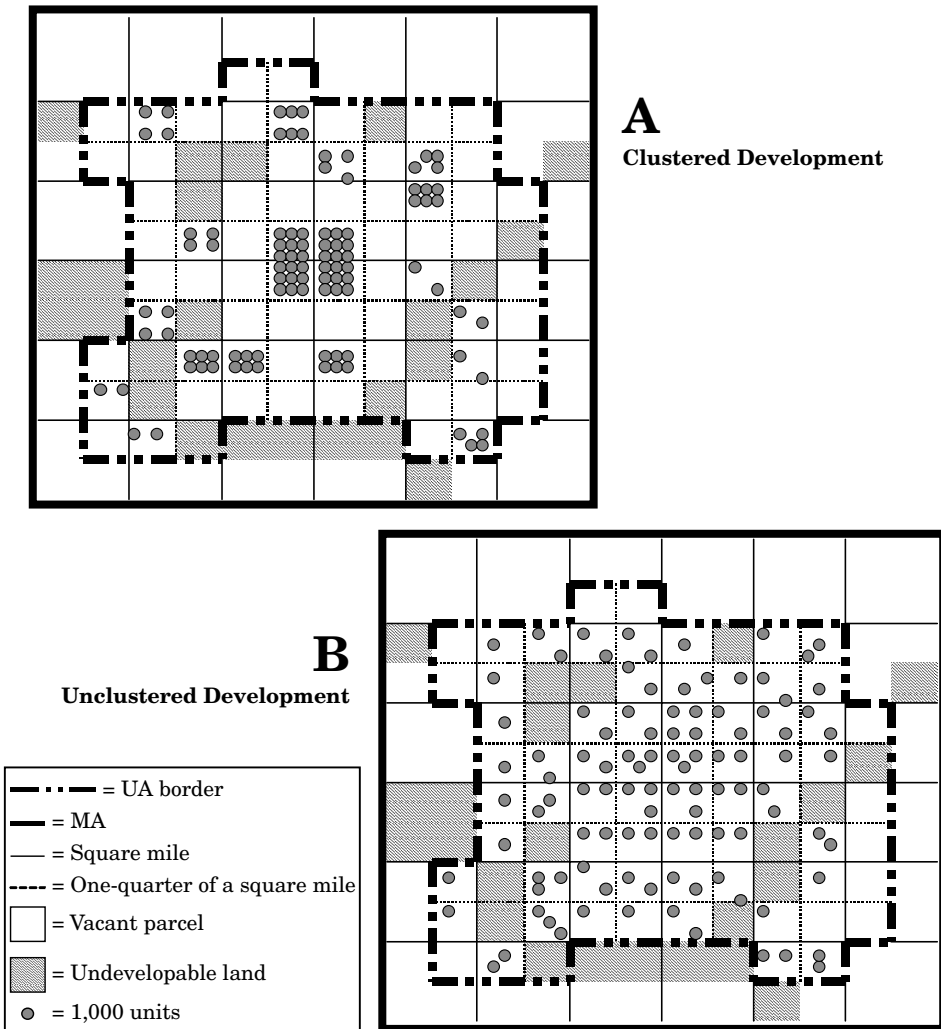 A
Clustered Development
B
Unclustered Development
= UA border
= MA
= Square mile
= One-quarter of a square mile
= Vacant parcel
= Undevelopable land
= 1,000 units